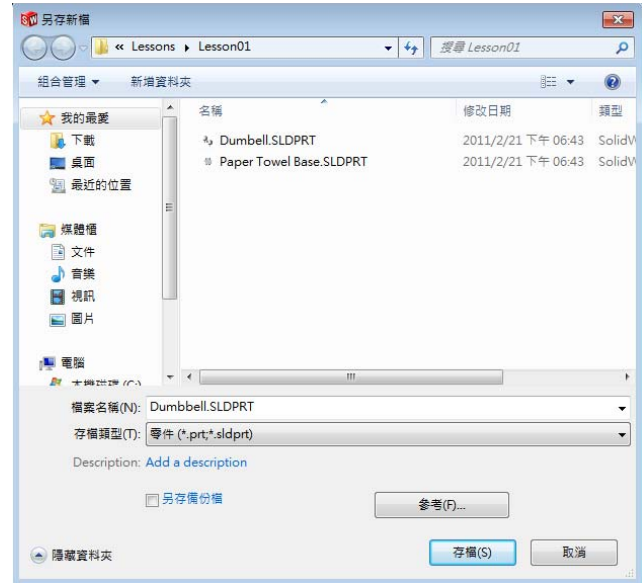 另存新檔
« Lessons ▸ Lesson01
搜尋 Lesson01
組合管理 ▼ 新增資料夾
我的最愛
下載
桌面
最近的位置
媒體櫃
文件
音樂
視訊
圖片
電腦
本機磁碟 (C:)
名稱 修改日期 類型
Dumbell.SLDPRT 2011/2/21 下午 06:43 SolidW
Paper Towel Base.SLDPRT 2011/2/21 下午 06:43 SolidW
檔案名稱(N): Dumbbell.SLDPRT
存檔類型(T): 零件 (*.prt;*.sldprt)
Description: Add a description
另存備份檔
參考(F)...
隱藏資料夾
存檔(S)
取消